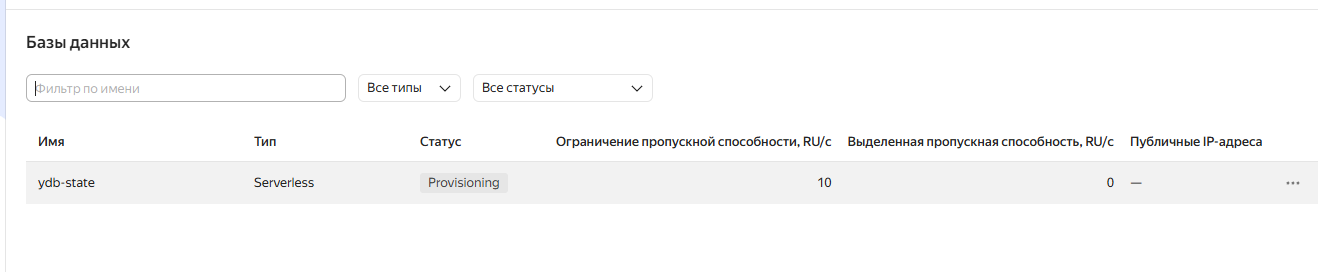 Базы данных
Фильтр по имени Все типы Все статусы
Имя Тип Статус Ограничение пропускной способности, RU/с Выделенная пропускная способность, RU/с Публичные IP-адреса
ydb-state Serverless Provisioning 10 0 —